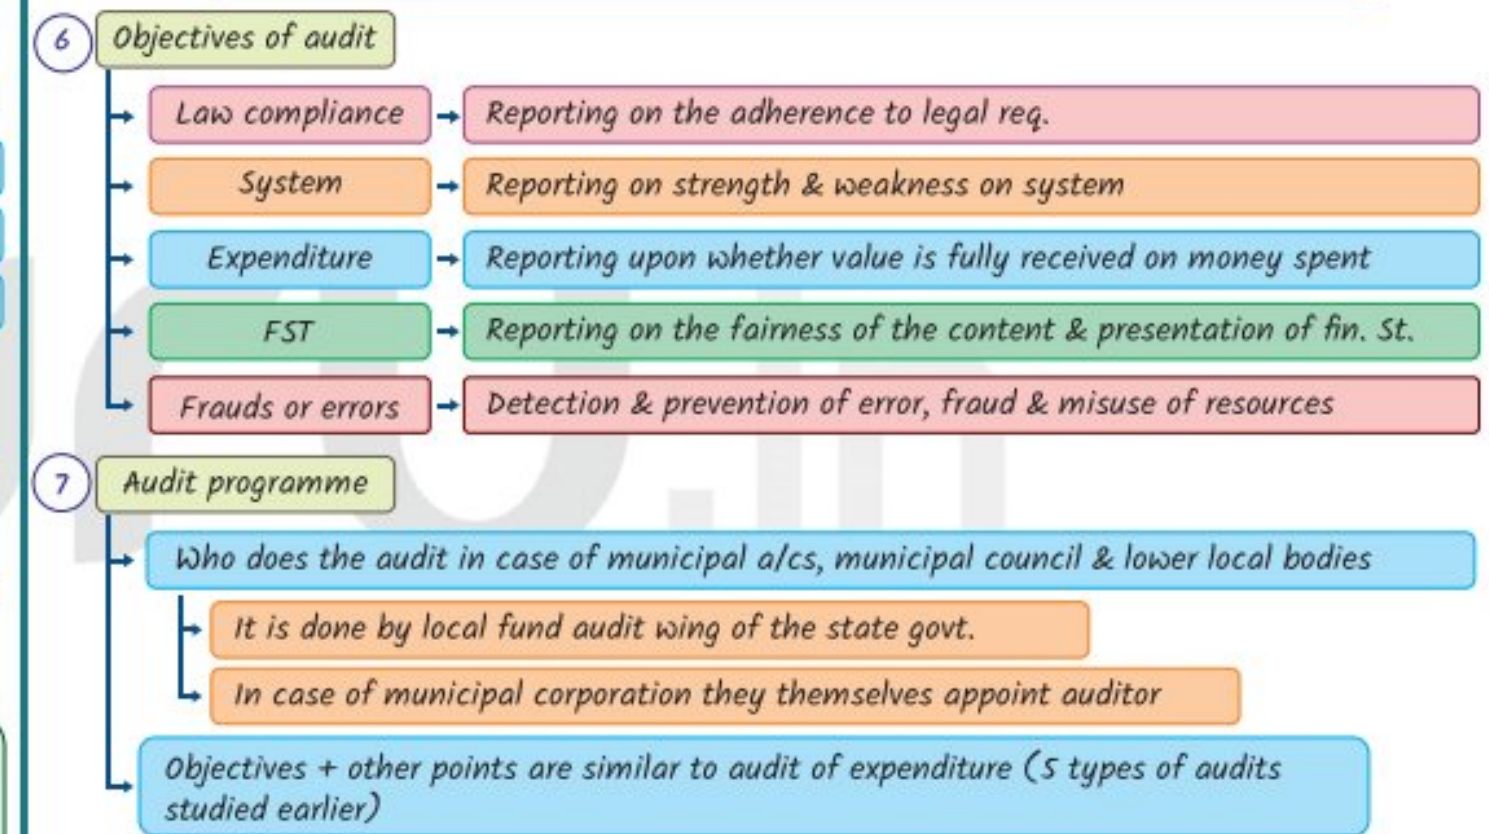 6
Objectives of audit
Law compliance
Reporting on the adherence to legal req.
System
Reporting on strength & weakness on system
Expenditure
Reporting upon whether value is fully received on money spent
FST
Reporting on the fairness of the content & presentation of fin. St.
Frauds or errors
Detection & prevention of error, fraud & misuse of resources
7
Audit programme
Who does the audit in case of municipal a/cs, municipal council & lower local bodies
It is done by local fund audit wing of the state govt.
In case of municipal corporation they themselves appoint auditor
Objectives + other points are similar to audit of expenditure (5 types of audits
studied earlier)